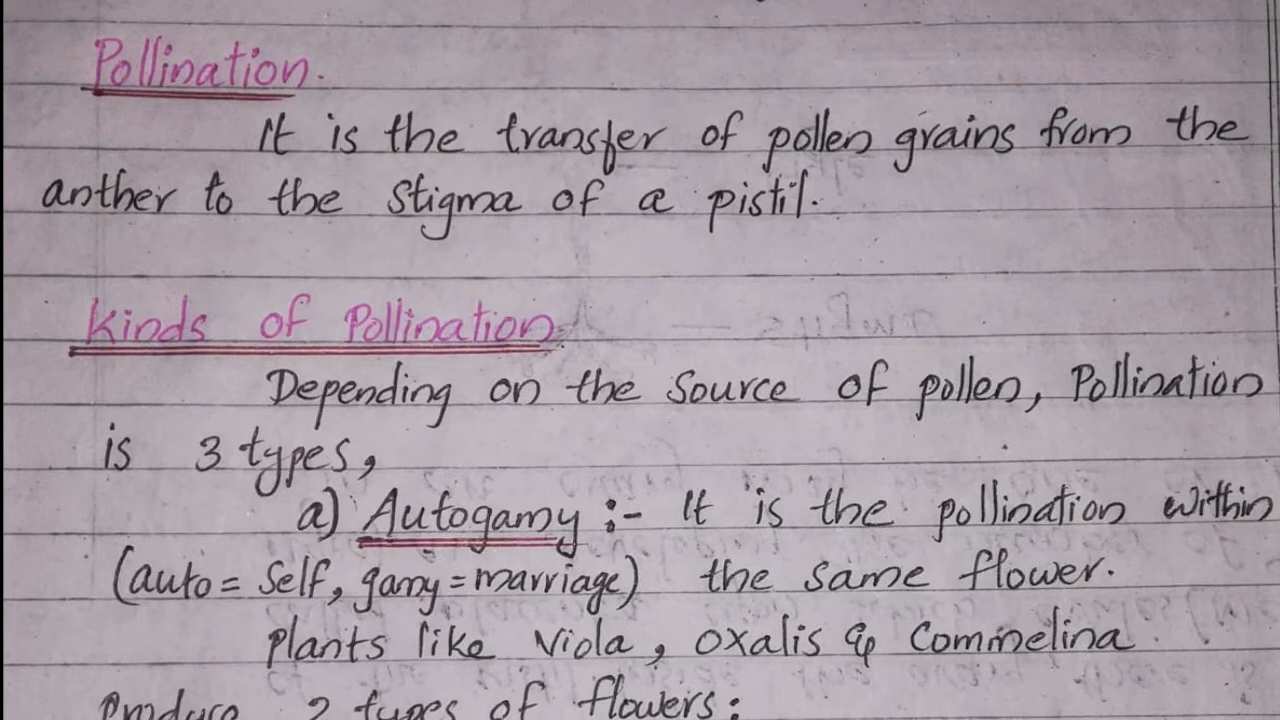 Pollination.
It is the transfer of pollen grains from the
anther to the stigma of a pistil.
Kinds of Pollination
Depending on the source of pollen, Pollination
is 3 types,
a) Autogamy :- It is the pollination within
(auto = self, gamy = marriage) the same flower.
plants like Viola, oxalis & Commelina
produce 2 types of flowers: